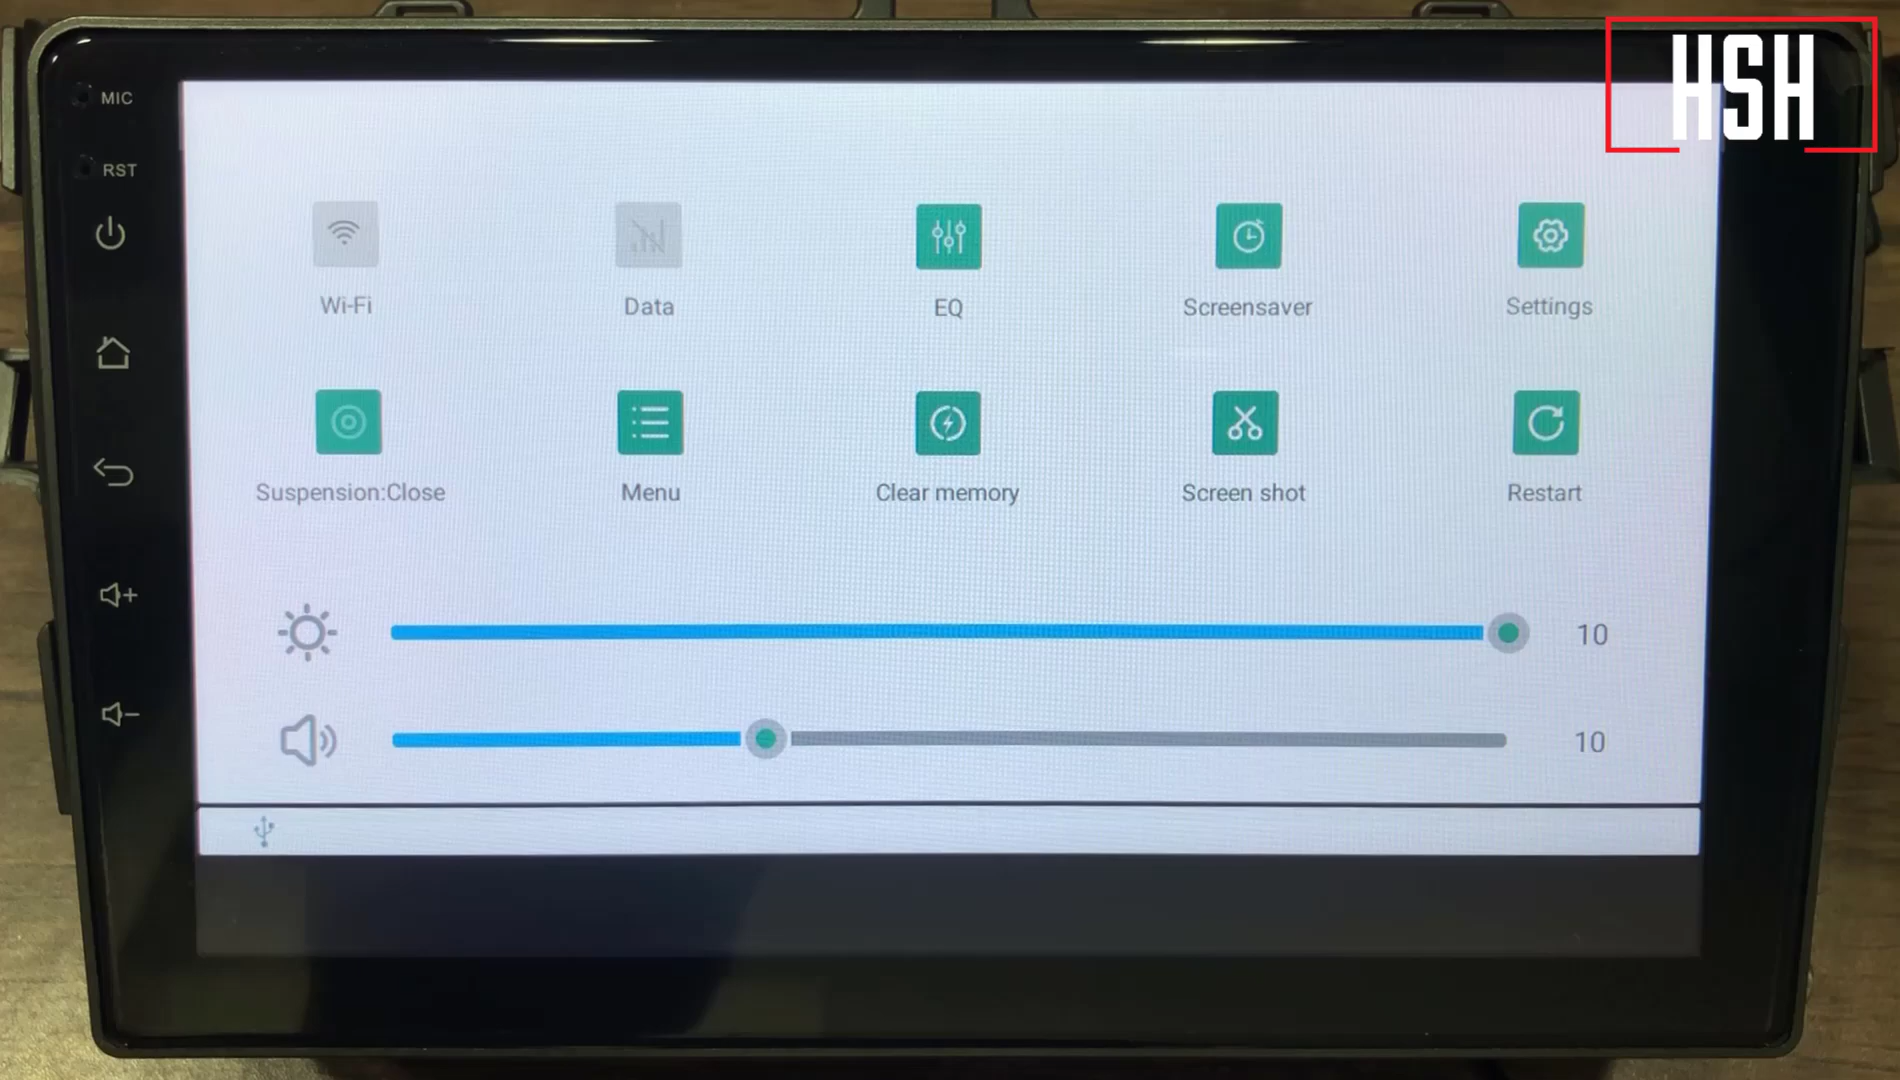 HSH
MIC
RST
Wi-Fi
Data
EQ
Screensaver
Settings
Suspension:Close
Menu
Clear memory
Screen shot
Restart
10
10